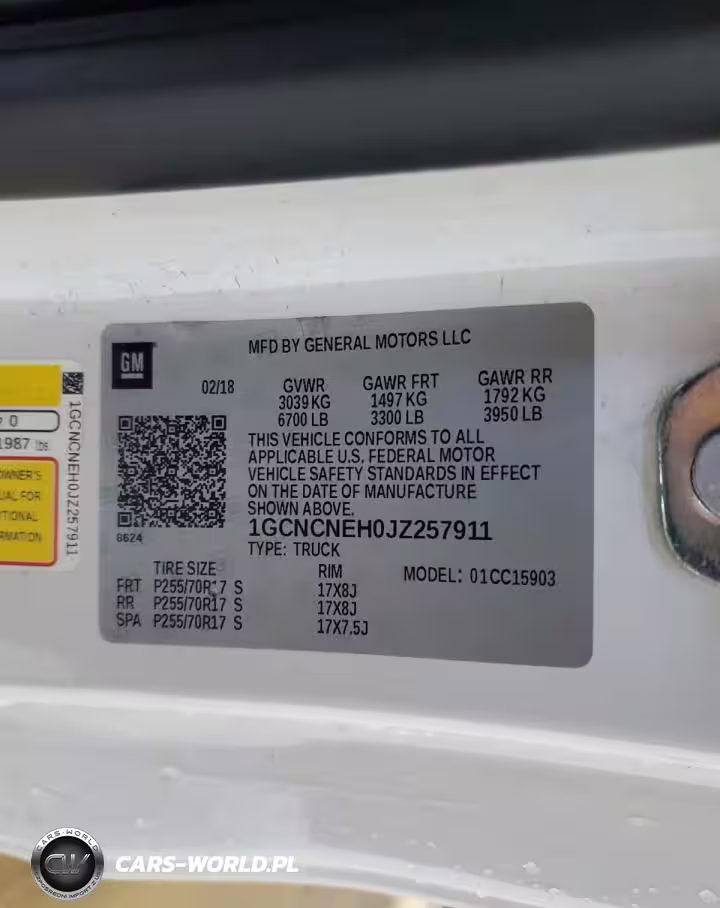 GM
MFD BY GENERAL MOTORS LLC
02/18
GVWR GAWR FRT GAWR RR
3039 KG 1497 KG 1792 KG
6700 LB 3300 LB 3950 LB
THIS VEHICLE CONFORMS TO ALL
APPLICABLE U.S. FEDERAL MOTOR
VEHICLE SAFETY STANDARDS IN EFFECT
ON THE DATE OF MANUFACTURE
SHOWN ABOVE.
1GCNCNEH0JZ257911
TYPE: TRUCK
8624
TIRE SIZE RIM MODEL: 01CC15903
FRT P255/70R17 S 17X8J
RR P255/70R17 S 17X8J
SPA P255/70R17 S 17X7.5J
0
1987 lbs
OWNER'S
UAL FOR
ITIONAL
RMATION
1GCNCNEH0JZ257911
CARS-WORLD
CARS-WORLD.PL